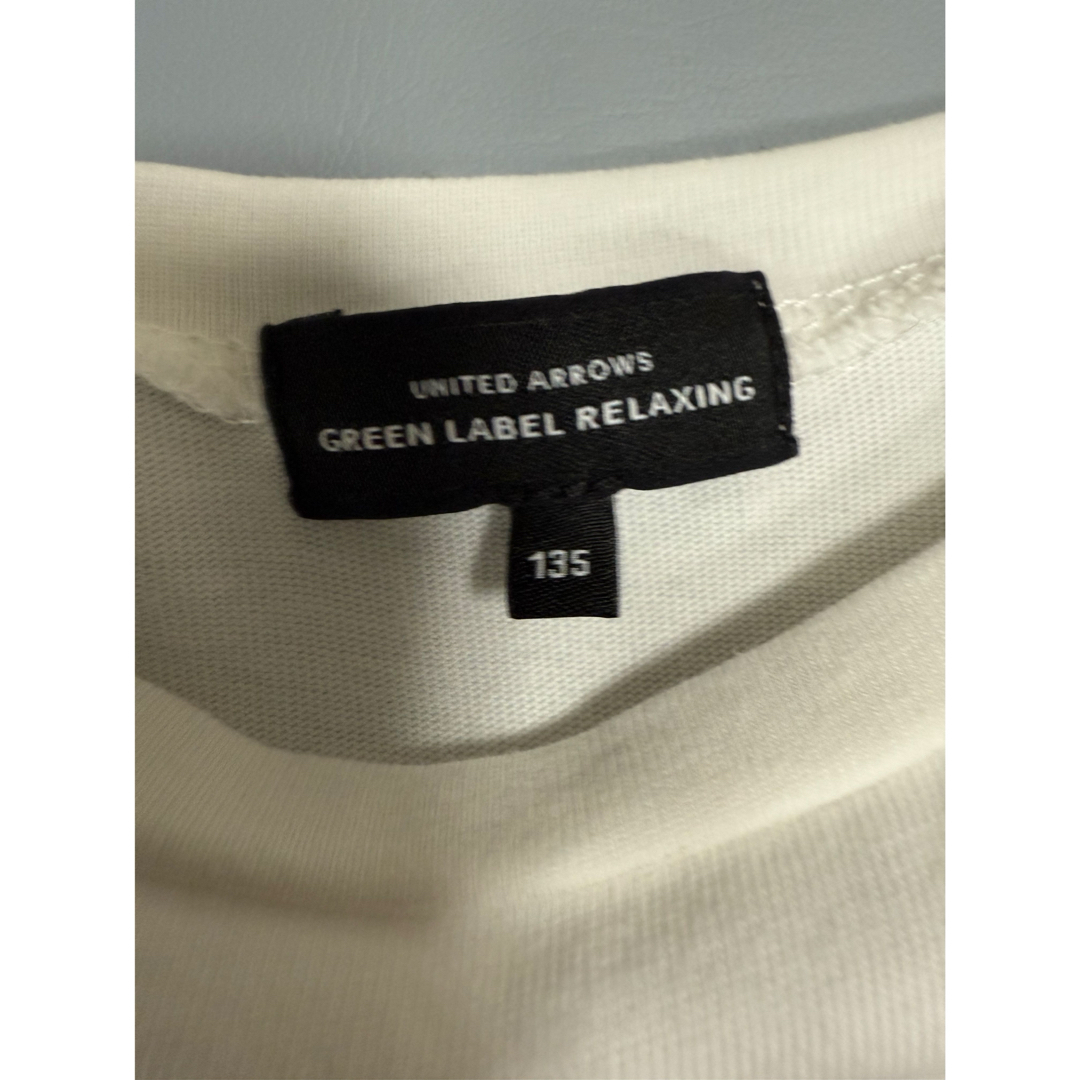 UNITED ARROWS
GREEN LABEL RELAXING
135